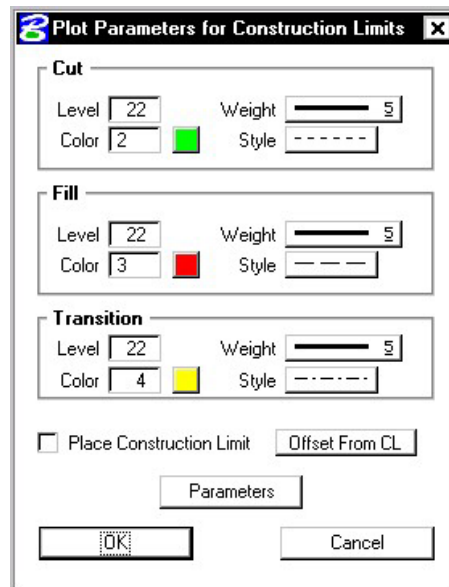 Plot Parameters for Construction Limits
Cut
Level 22 Weight 5
Color 2 Style
Fill
Level 22 Weight 5
Color 3 Style
Transition
Level 22 Weight 5
Color 4 Style
Place Construction Limit Offset From CL
Parameters
OK Cancel